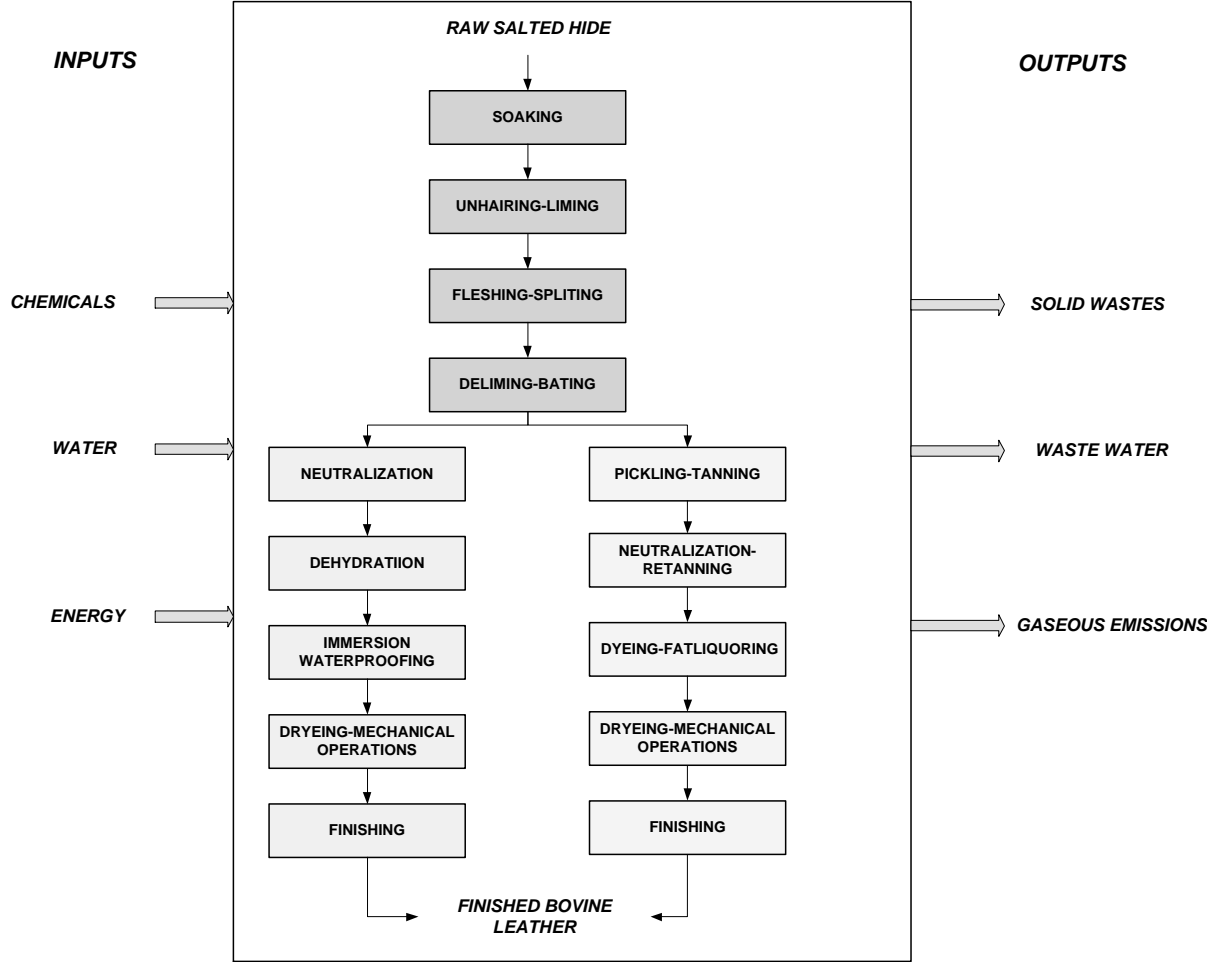 RAW SALTED HIDE
INPUTS
OUTPUTS
SOAKING
UNHAIRING-LIMING
CHEMICALS
FLESHING-SPLITING
SOLID WASTES
DELIMING-BATING
WATER
NEUTRALIZATION
PICKLING-TANNING
WASTE WATER
DEHYDRATIION
NEUTRALIZATION-
RETANNING
ENERGY
IMMERSION
WATERPROOFING
DYEING-FATLIQUORING
GASEOUS EMISSIONS
DRYEING-MECHANICAL
OPERATIONS
DRYEING-MECHANICAL
OPERATIONS
FINISHING
FINISHING
FINISHED BOVINE
LEATHER